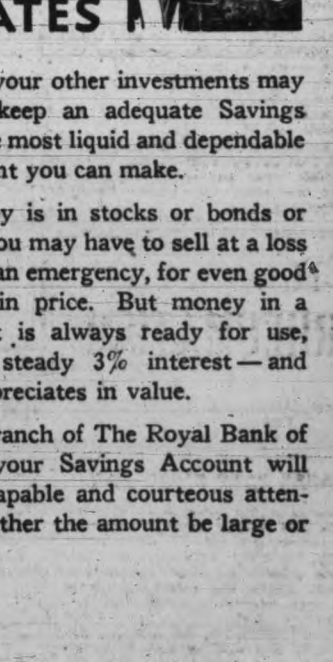 ATES
your other investments may
keep an adequate Savings
most liquid and dependable
nt you can make.
y is in stocks or bonds or
ou may have to sell at a loss
an emergency, for even good
in price. But money in a
is always ready for use,
steady 3% interest — and
preciates in value.
ranch of The Royal Bank of
your Savings Account will
apable and courteous atten-
ther the amount be large or